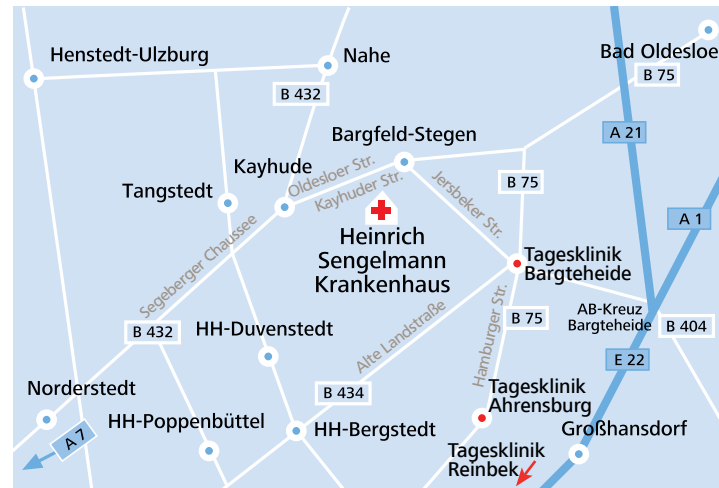 Henstedt-Ulzburg
Nahe
Bad Oldesloe
B 75
B 432
A 21
Bargfeld-Stegen
Kayhude
Oldesloer Str.
Kayhuder Str.
Jersbeker Str.
B 75
Tangstedt
A 1
Segeberger Chaussee
Heinrich
Sengelmann
Krankenhaus
Tagesklinik
Bargteheide
AB-Kreuz
Bargteheide
B 404
B 432
HH-Duvenstedt
Alte Landstraße
Hamburger Str.
B 75
E 22
Norderstedt
B 434
Tagesklinik
Ahrensburg
HH-Poppenbüttel
HH-Bergstedt
Großhansdorf
A 7
Tagesklinik
Reinbek